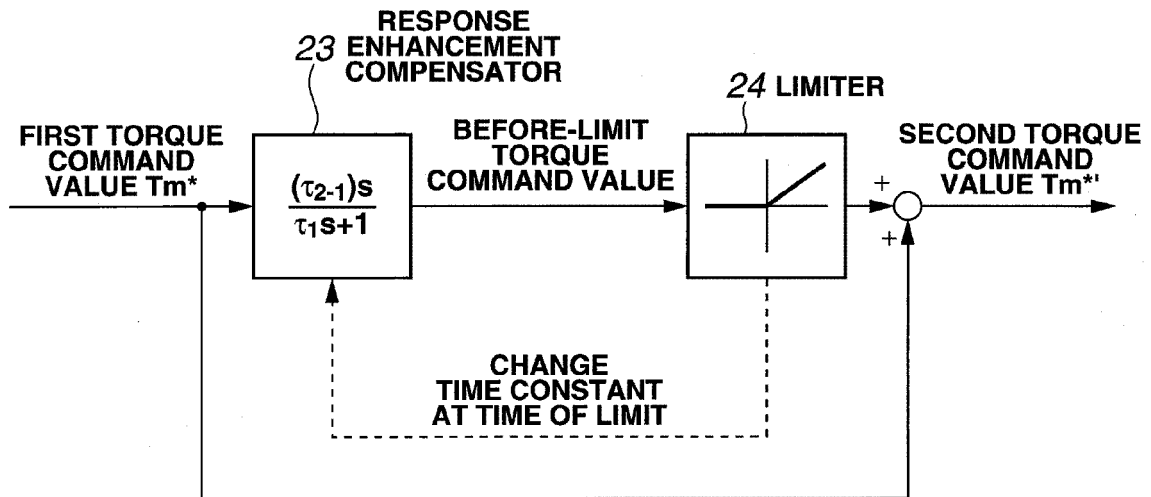 RESPONSE
23 ENHANCEMENT
COMPENSATOR
24 LIMITER
FIRST TORQUE
COMMAND
VALUE Tm*
(τ2-1)s
τ1s+1
BEFORE-LIMIT
TORQUE
COMMAND VALUE
SECOND TORQUE
COMMAND
VALUE Tm*'
+
+
CHANGE
TIME CONSTANT
AT TIME OF LIMIT